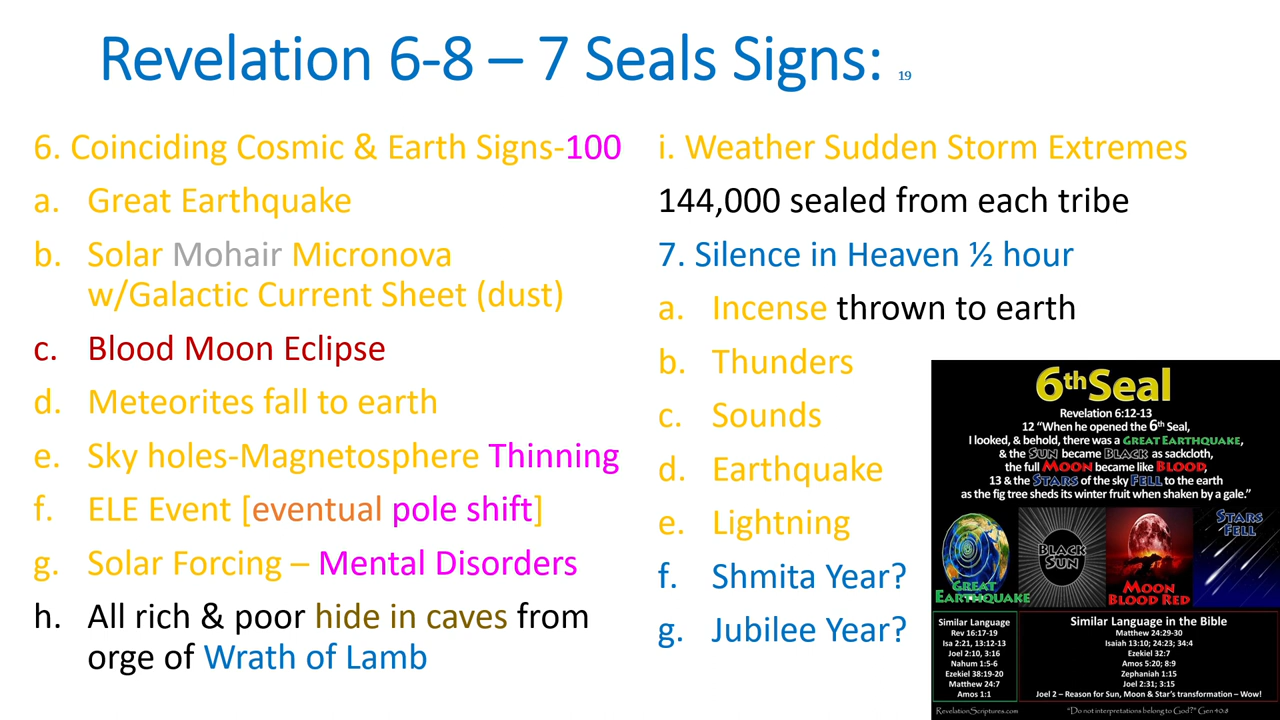 Revelation 6-8 – 7 Seals Signs: 19
6. Coinciding Cosmic & Earth Signs-100
a. Great Earthquake
b. Solar Mohair Micronova
w/Galactic Current Sheet (dust)
c. Blood Moon Eclipse
d. Meteorites fall to earth
e. Sky holes-Magnetosphere Thinning
f. ELE Event [eventual pole shift]
g. Solar Forcing – Mental Disorders
h. All rich & poor hide in caves from
orge of Wrath of Lamb
i. Weather Sudden Storm Extremes
144,000 sealed from each tribe
7. Silence in Heaven ½ hour
a. Incense thrown to earth
b. Thunders
c. Sounds
d. Earthquake
e. Lightning
f. Shmita Year?
g. Jubilee Year?
6th Seal
Revelation 6:12-13
12 “When he opened the 6th Seal,
I looked, & behold, there was a GREAT EARTHQUAKE,
& the SUN became BLACK as sackcloth,
the full MOON became like BLOOD,
13 & the STARS of the sky FELL to the earth
as the fig tree sheds its winter fruit when shaken by a gale.”
GREAT
EARTHQUAKE
BLACK
SUN
MOON
BLOOD RED
STARS
FELL
Similar Language
Rev 16:17-19
Isa 2:21, 13:12-13
Joel 2:10, 3:16
Nahum 1:5-6
Ezekiel 38:19-20
Matthew 24:7
Amos 1:1
Similar Language in the Bible
Matthew 24:29-30
Isaiah 13:10; 24:23; 34:4
Ezekiel 32:7
Amos 5:20; 8:9
Zephaniah 1:15
Joel 2:31; 3:15
Joel 2 – Reason for Sun, Moon & Star’s transformation – Wow!
RevelationScriptures.com
“Do not interpretations belong to God?” Gen 40:8